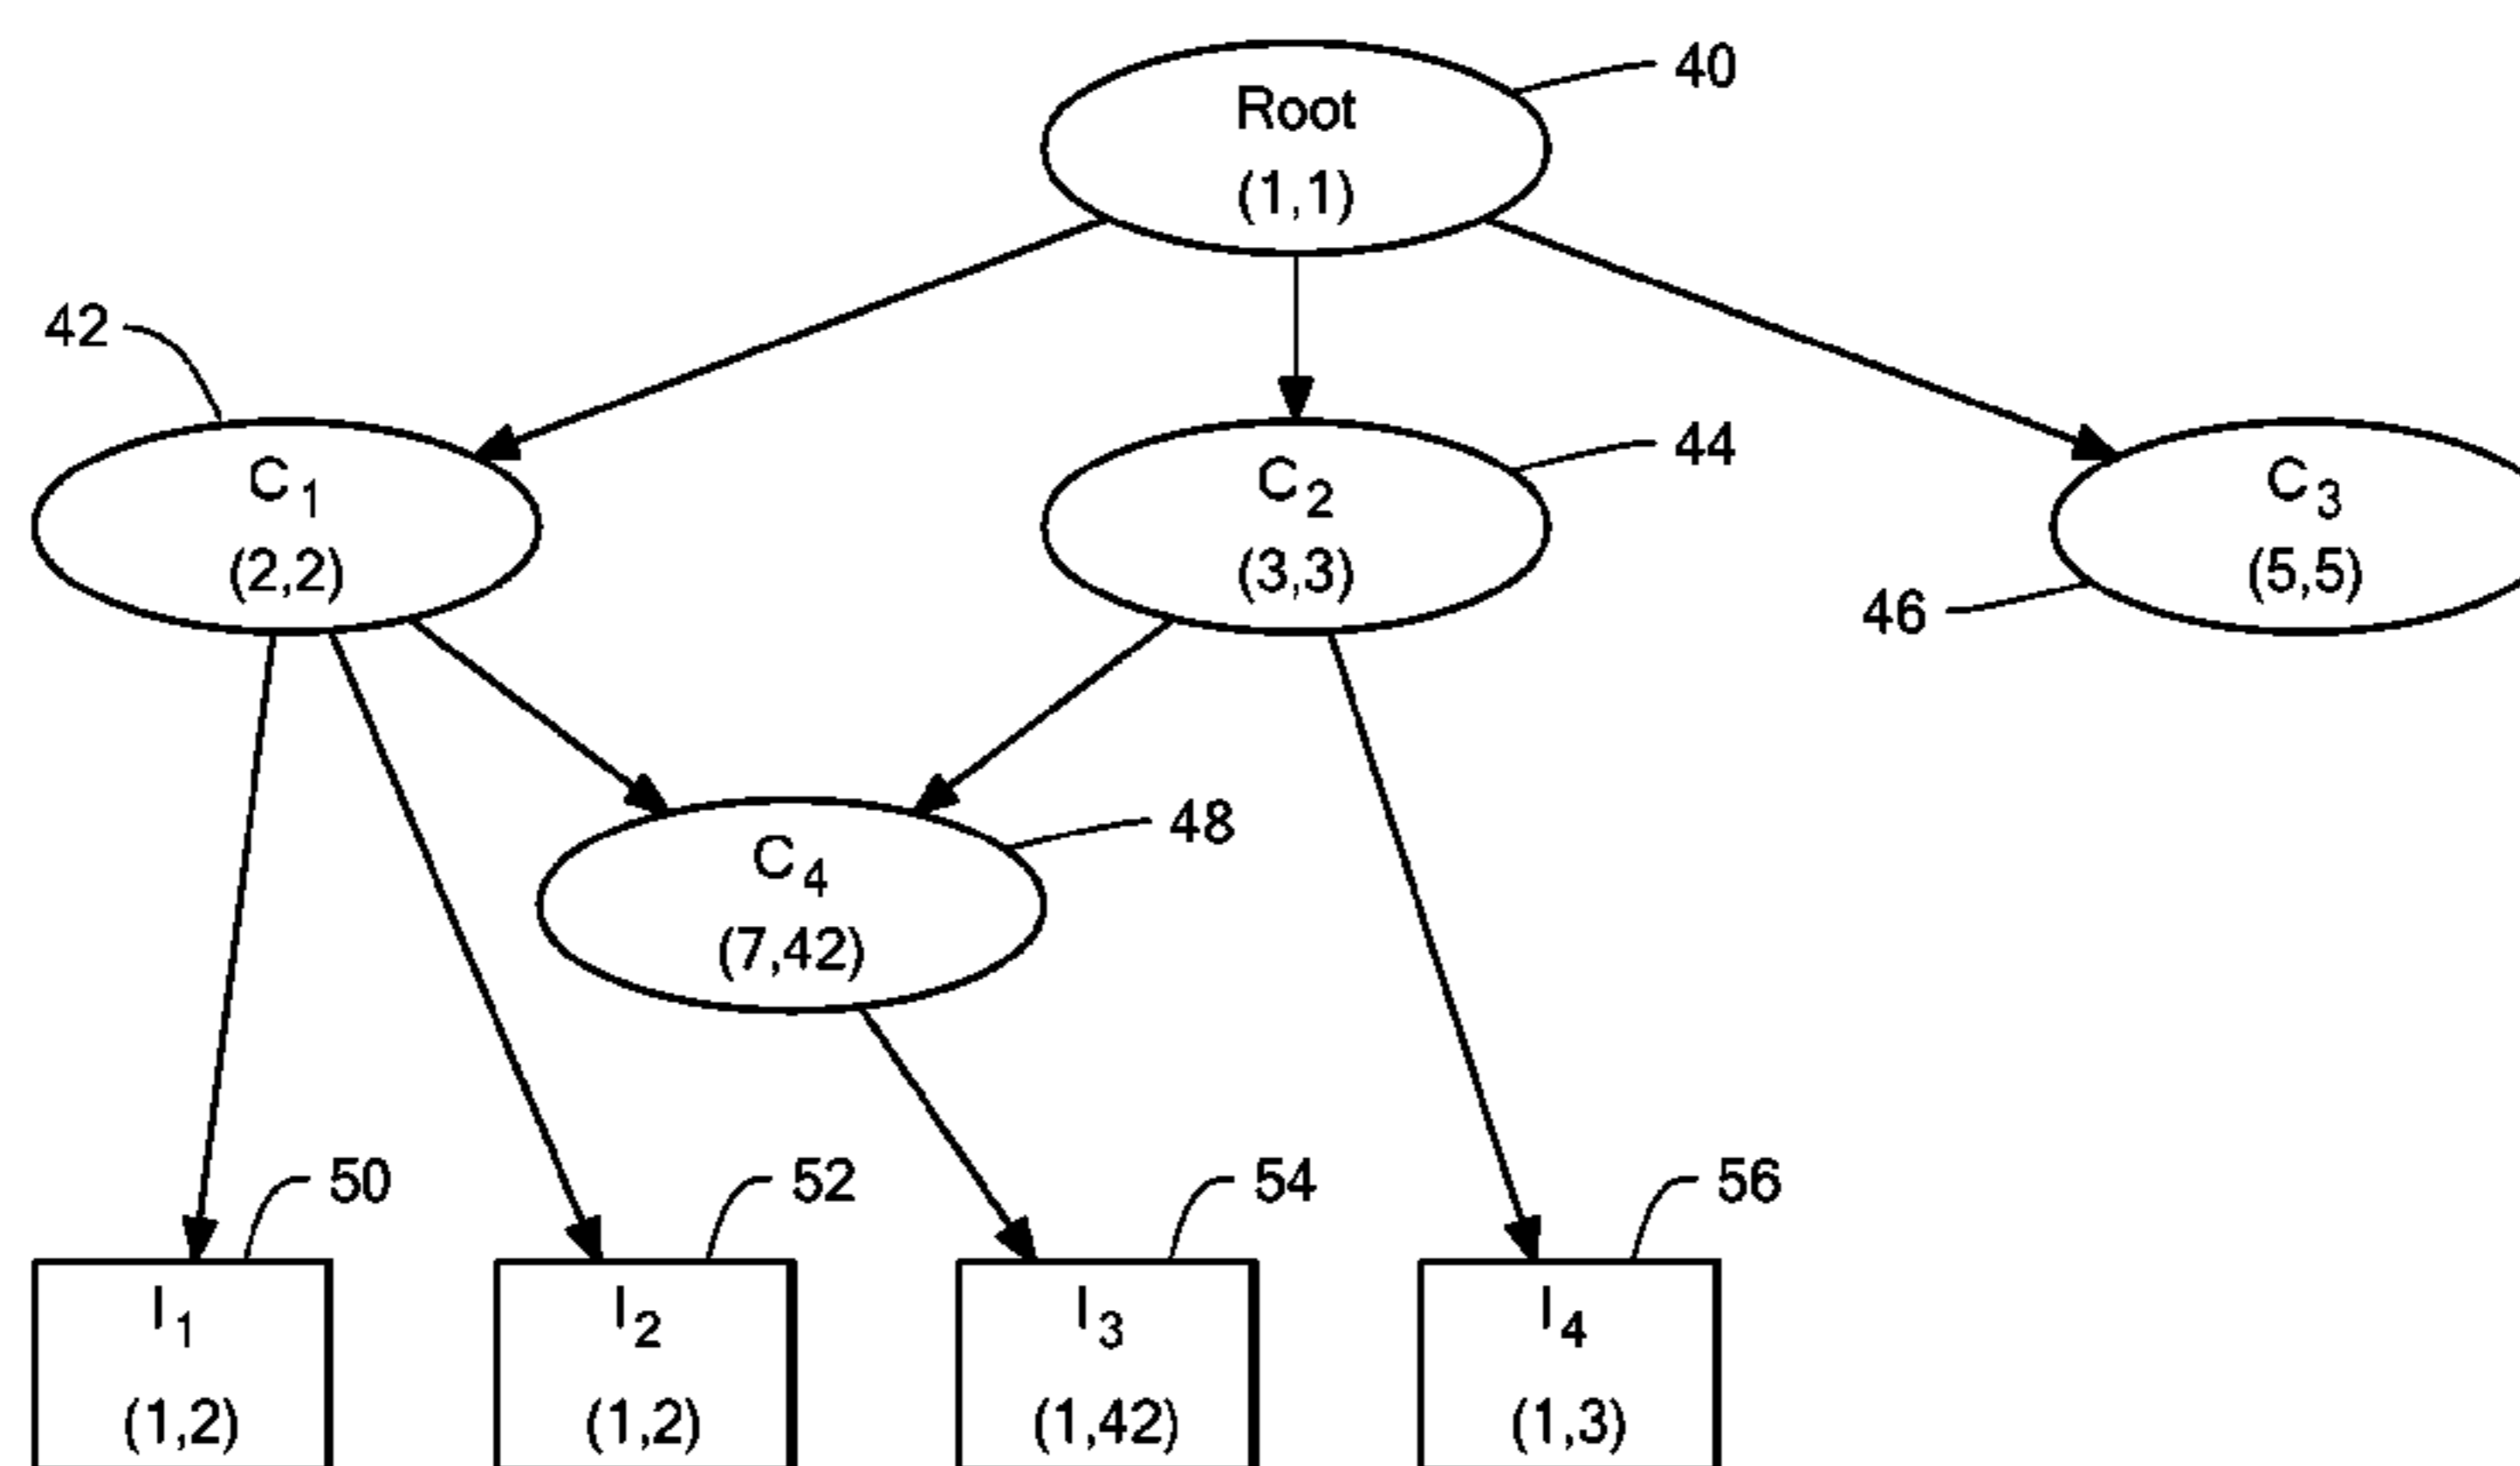 40
Root
(1,1)
42
44
C1
(2,2)
C2
(3,3)
C3
(5,5)
46
48
C4
(7,42)
50
52
54
56
I1
(1,2)
I2
(1,2)
I3
(1,42)
I4
(1,3)